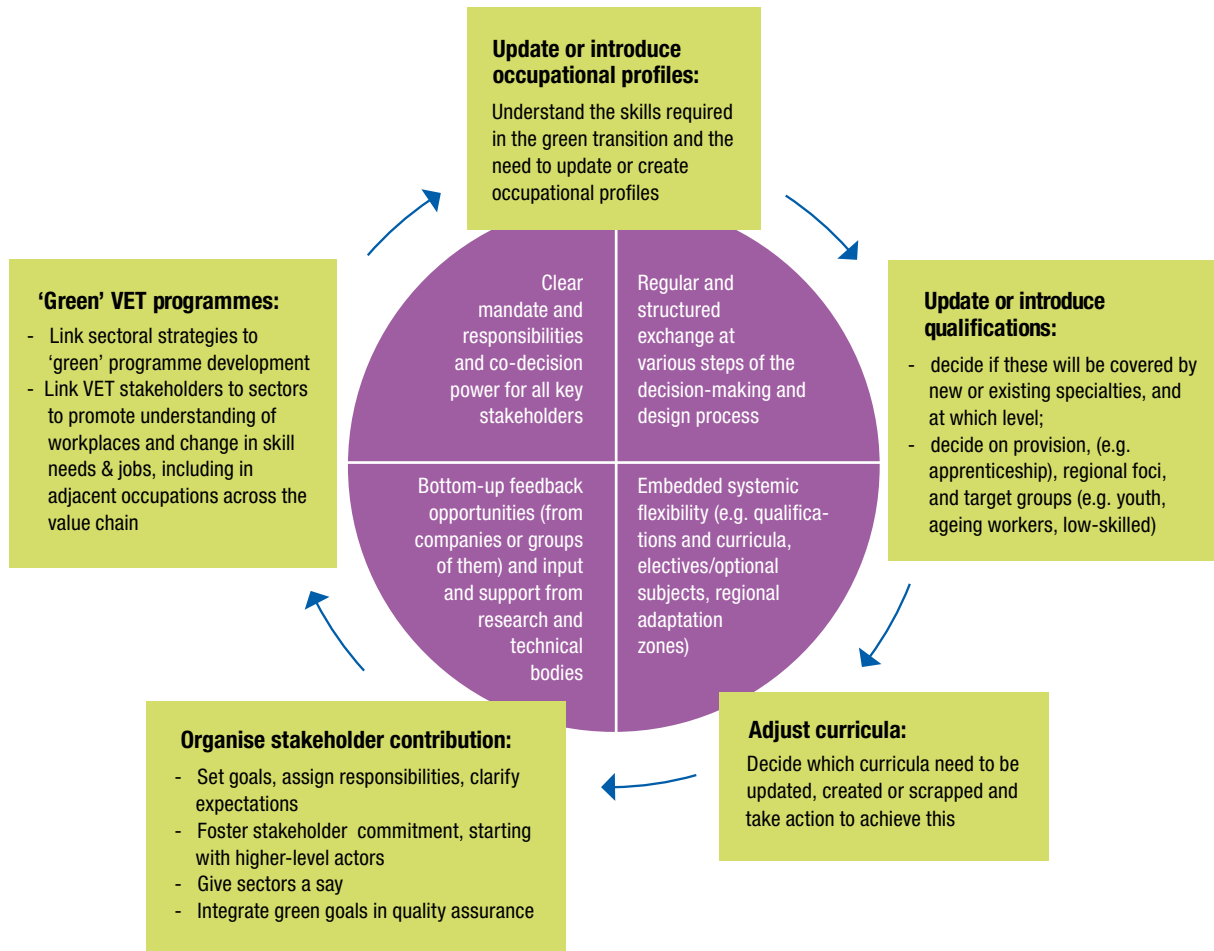 Update or introduce
occupational profiles:
Understand the skills required
in the green transition and the
need to update or create
occupational profiles
Update or introduce
qualifications:
- decide if these will be covered by
new or existing specialties, and
at which level;
- decide on provision, (e.g.
apprenticeship), regional foci,
and target groups (e.g. youth,
ageing workers, low-skilled)
Adjust curricula:
Decide which curricula need to be
updated, created or scrapped and
take action to achieve this
Organise stakeholder contribution:
- Set goals, assign responsibilities, clarify
expectations
- Foster stakeholder commitment, starting
with higher-level actors
- Give sectors a say
- Integrate green goals in quality assurance
‘Green’ VET programmes:
- Link sectoral strategies to
‘green’ programme development
- Link VET stakeholders to sectors
to promote understanding of
workplaces and change in skill
needs & jobs, including in
adjacent occupations across the
value chain
Clear
mandate and
responsibilities
and co-decision
power for all key
stakeholders
Regular and
structured
exchange at
various steps of the
decision-making and
design process
Bottom-up feedback
opportunities (from
companies or groups
of them) and input
and support from
research and
technical
bodies
Embedded systemic
flexibility (e.g. qualifica-
tions and curricula,
electives/optional
subjects, regional
adaptation
zones)